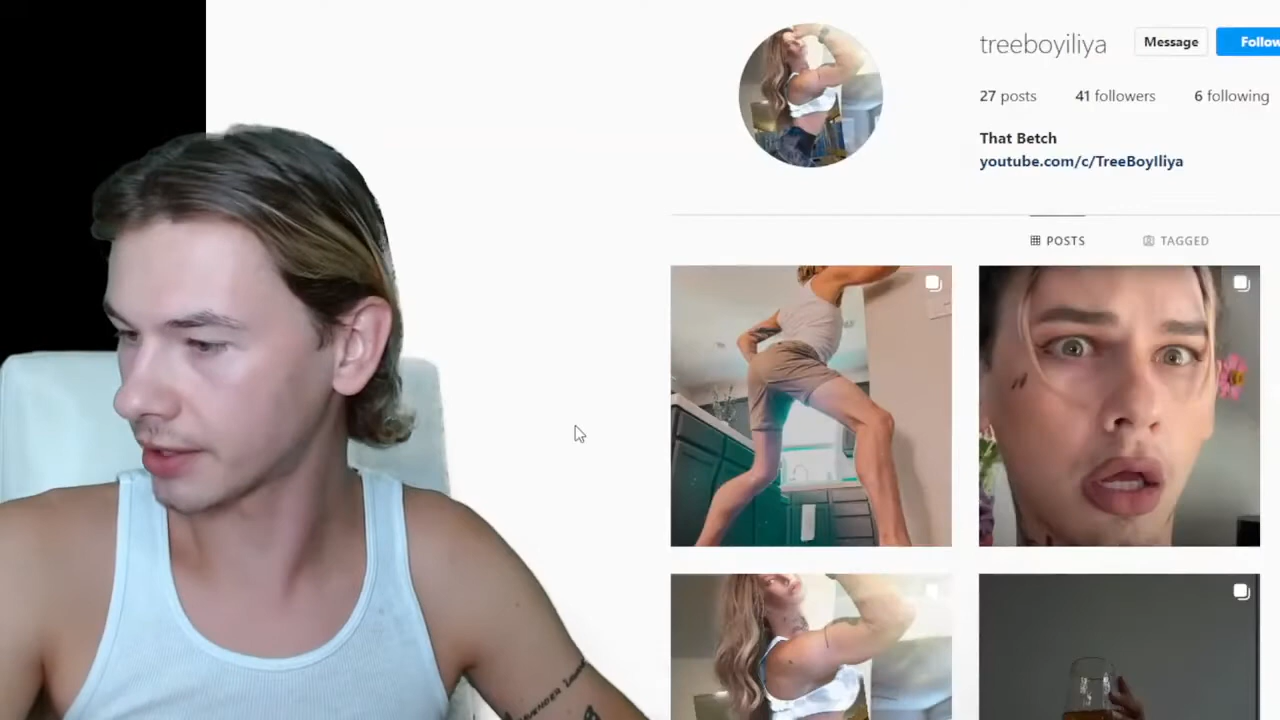 treeboyiliya
Message
Follow
27 posts
41 followers
6 following
That Betch
youtube.com/c/TreeBoyIliya
POSTS
TAGGED